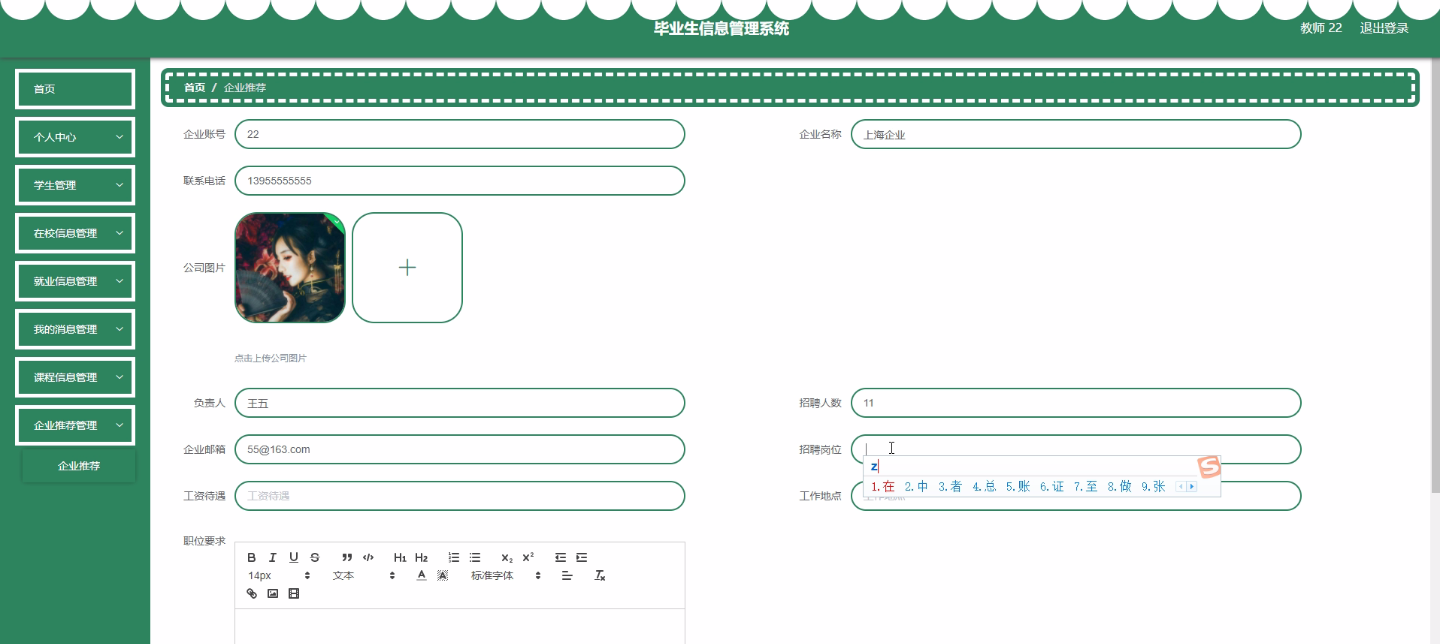 毕业生信息管理系统
教师 22 退出登录
首页
个人中心
学生管理
在校信息管理
就业信息管理
我的消息管理
课程信息管理
企业推荐管理
企业推荐
首页 / 企业推荐
企业账号 22
企业名称 上海企业
联系电话 13955555555
公司图片
点击上传公司图片
负责人 王五
招聘人数 11
企业邮箱 55@163.com
招聘岗位
z
1.在 2.中 3.者 4.总 5.账 6.证 7.至 8.做 9.张
工资待遇 工资待遇
工作地点
职位要求
B I U S H1 H2 X2 X2
14px 文本 A A 标准字体